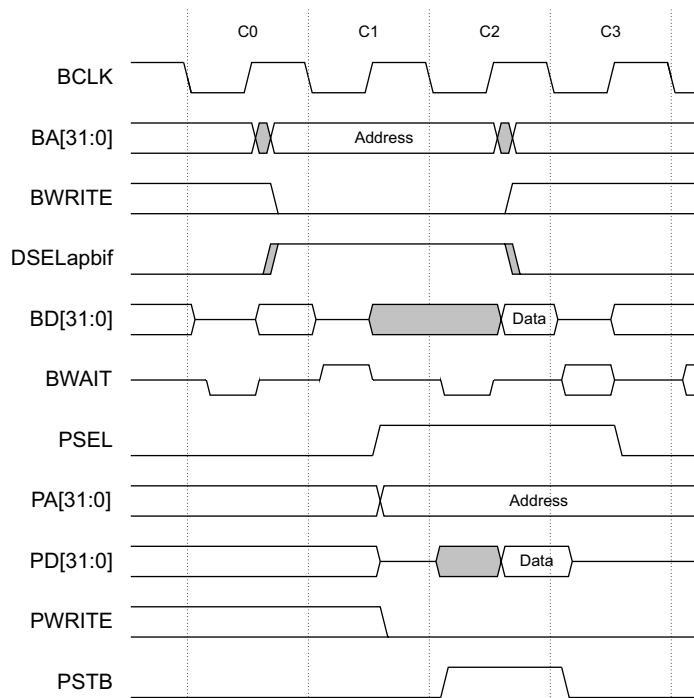 C0 C1 C2 C3
BCLK
BA[31:0] Address
BWRITE
DSELapbif
BD[31:0] Data
BWAIT
PSEL
PA[31:0] Address
PD[31:0] Data
PWRITE
PSTB